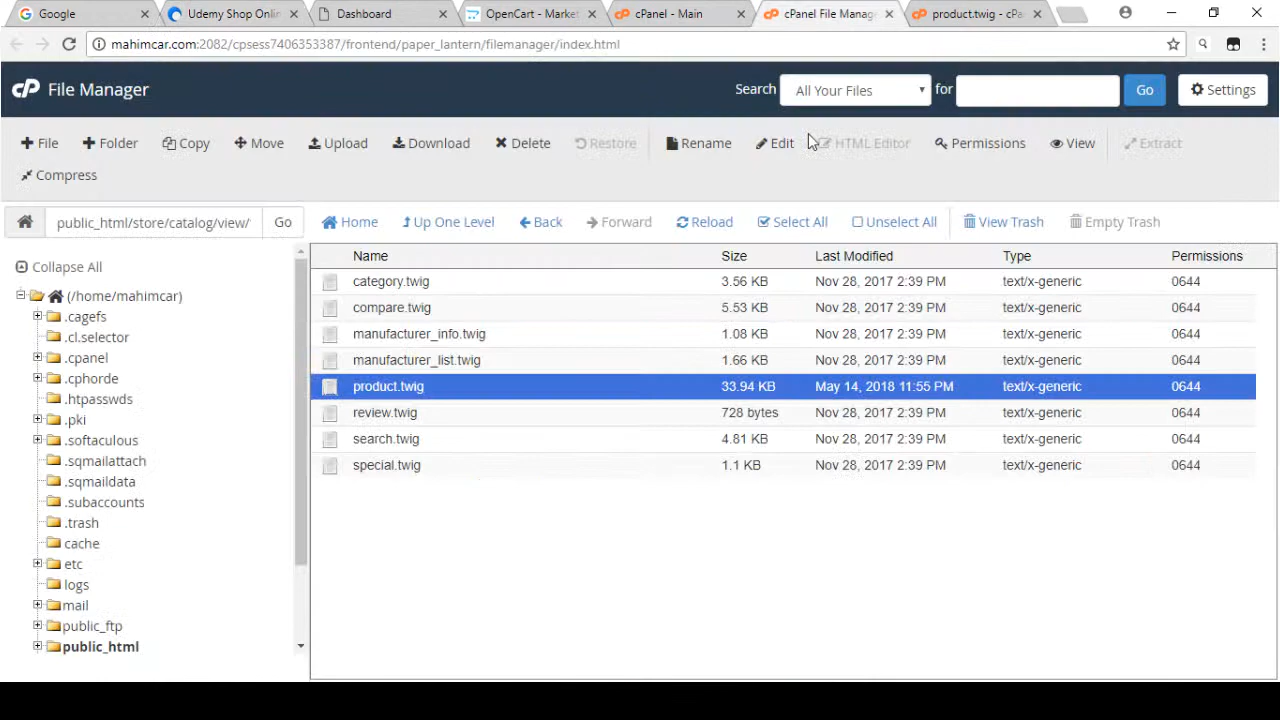 Google
Udemy Shop Onlin
Dashboard
OpenCart - Market
cPanel - Main
cPanel File Manage
product.twig - cPa
mahimcar.com:2082/cpsess7406353387/frontend/paper_lantern/filemanager/index.html
cP File Manager
Search All Your Files for Go Settings
File Folder Copy Move Upload Download Delete Restore Rename Edit HTML Editor Permissions View Extract
Compress
public_html/store/catalog/view/ Go Home Up One Level Back Forward Reload Select All Unselect All View Trash Empty Trash
Collapse All
(/home/mahimcar)
.cagefs
.cl.selector
.cpanel
.cphorde
.htpasswds
.pki
.softaculous
.sqmailattach
.sqmaildata
.subaccounts
.trash
cache
etc
logs
mail
public_ftp
public_html
Name Size Last Modified Type Permissions
category.twig 3.56 KB Nov 28, 2017 2:39 PM text/x-generic 0644
compare.twig 5.53 KB Nov 28, 2017 2:39 PM text/x-generic 0644
manufacturer_info.twig 1.08 KB Nov 28, 2017 2:39 PM text/x-generic 0644
manufacturer_list.twig 1.66 KB Nov 28, 2017 2:39 PM text/x-generic 0644
product.twig 33.94 KB May 14, 2018 11:55 PM text/x-generic 0644
review.twig 728 bytes Nov 28, 2017 2:39 PM text/x-generic 0644
search.twig 4.81 KB Nov 28, 2017 2:39 PM text/x-generic 0644
special.twig 1.1 KB Nov 28, 2017 2:39 PM text/x-generic 0644